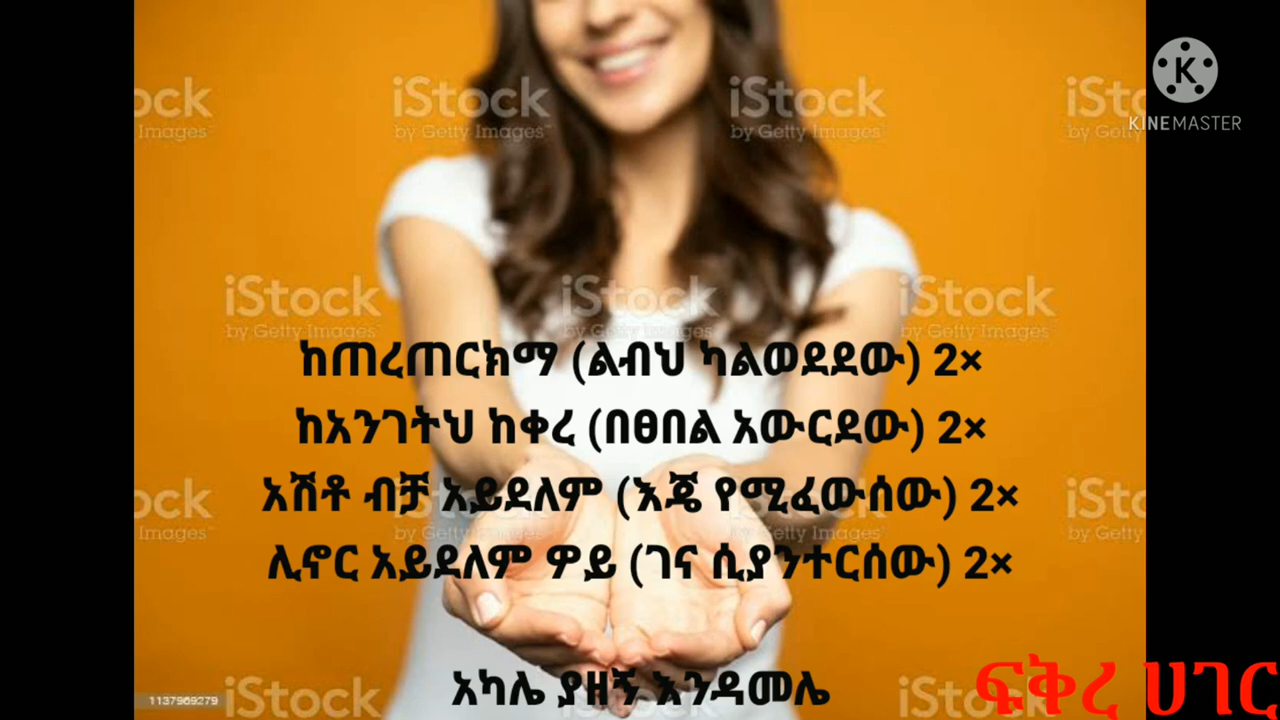 iStock
by Getty Images
K
KINEMASTER
ከጠረጠርክማ (ልብህ ካልወደደው) 2×
ከአንገትህ ከቀረ (በፀበል አውርደው) 2×
አሽቶ ብቻ አይደለም (እጄ የሚፈውሰው) 2×
ሊኖር አይደለም ዎይ (ገና ሲያንተርሰው) 2×
አካሌ ያዘኝ እንዳመሌ
1137969279
ፍቅረ ሀገር